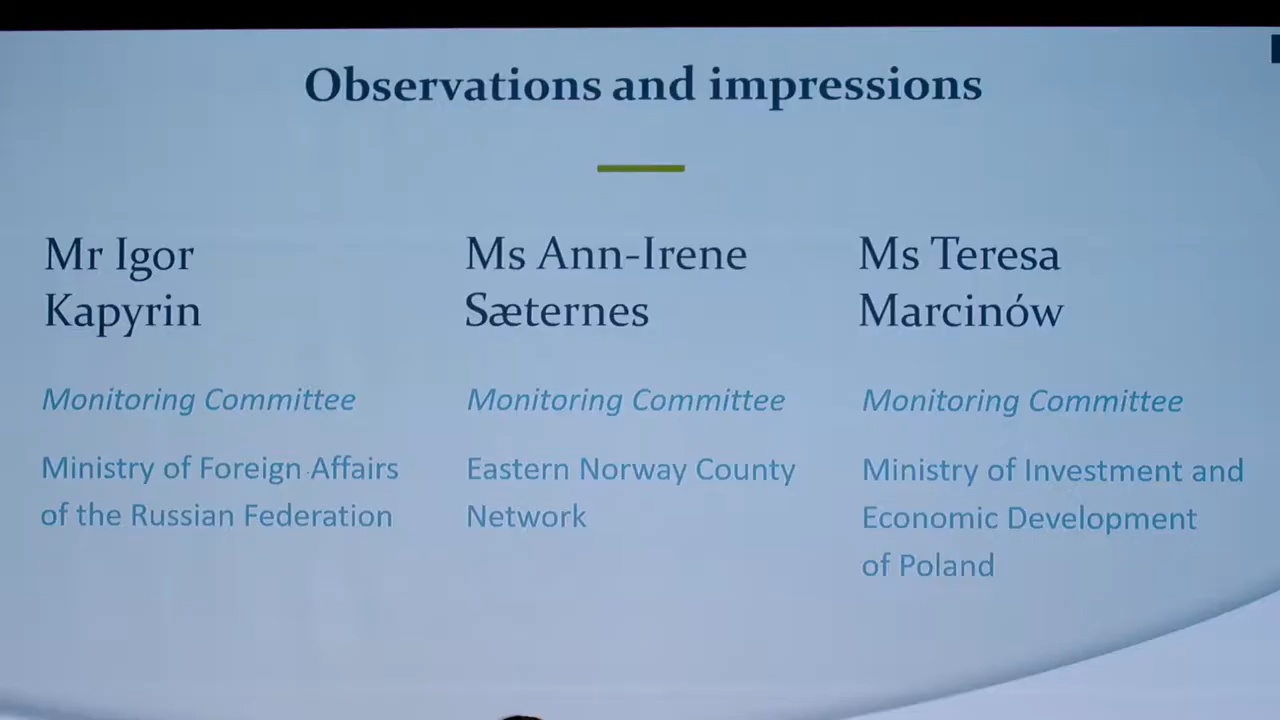 Observations and impressions
Mr Igor
Kapyrin
Monitoring Committee
Ministry of Foreign Affairs
of the Russian Federation
Ms Ann-Irene
Sæternes
Monitoring Committee
Eastern Norway County
Network
Ms Teresa
Marcinów
Monitoring Committee
Ministry of Investment and
Economic Development
of Poland